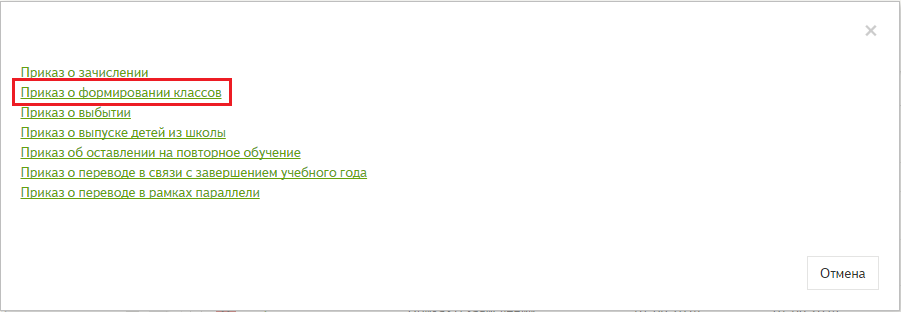 ×
Приказ о зачислении
Приказ о формировании классов
Приказ о выбытии
Приказ о выпуске детей из школы
Приказ об оставлении на повторное обучение
Приказ о переводе в связи с завершением учебного года
Приказ о переводе в рамках параллели
Отмена